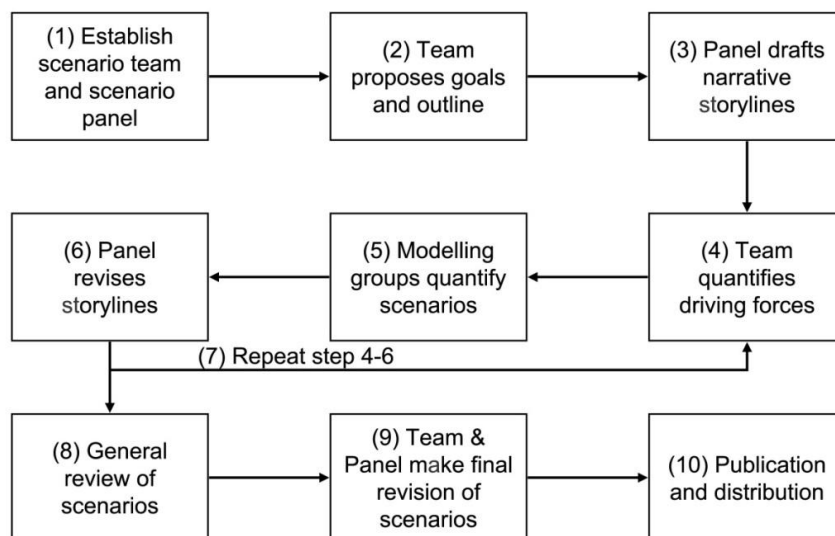 (1) Establish
scenario team
and scenario
panel
(2) Team
proposes goals
and outline
(3) Panel drafts
narrative
storylines
(4) Team
quantifies
driving forces
(5) Modelling
groups quantify
scenarios
(6) Panel
revises
storylines
(7) Repeat step 4-6
(8) General
review of
scenarios
(9) Team &
Panel make final
revision of
scenarios
(10) Publication
and distribution